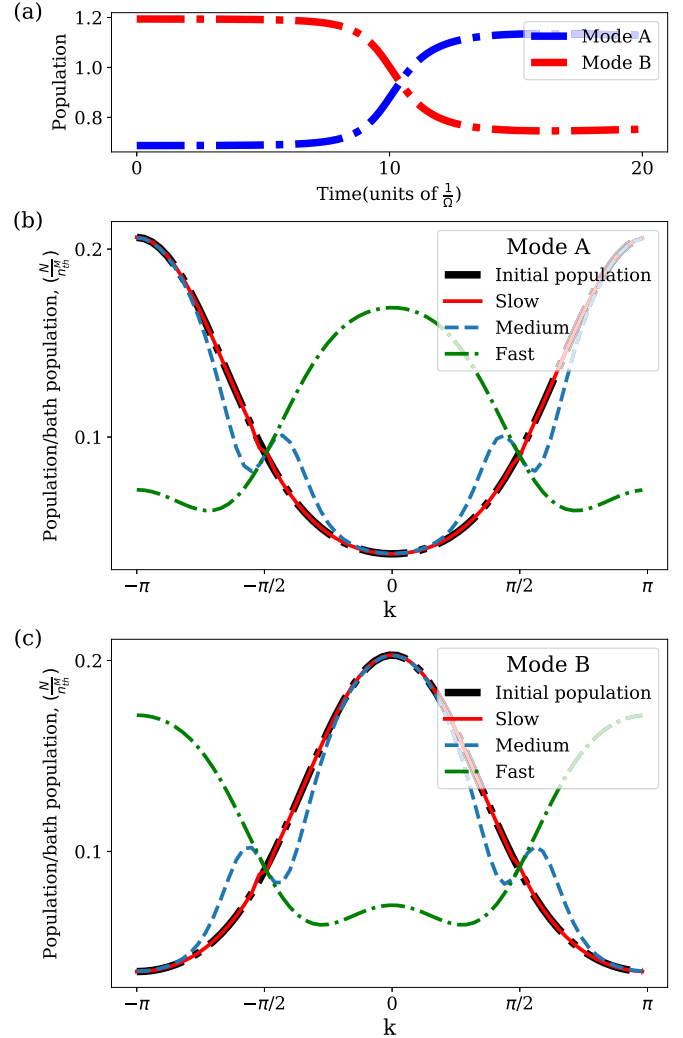 (a)
Population
1.2
1.0
0.8
Mode A
Mode B
0
10
20
Time(units of 1/Ω)
(b)
Population/bath population, (N/n_th^M)
0.2
0.1
Mode A
Initial population
Slow
Medium
Fast
−π
−π/2
0
π/2
π
k
(c)
Population/bath population, (N/n_th^M)
0.2
0.1
Mode B
Initial population
Slow
Medium
Fast
−π
−π/2
0
π/2
π
k